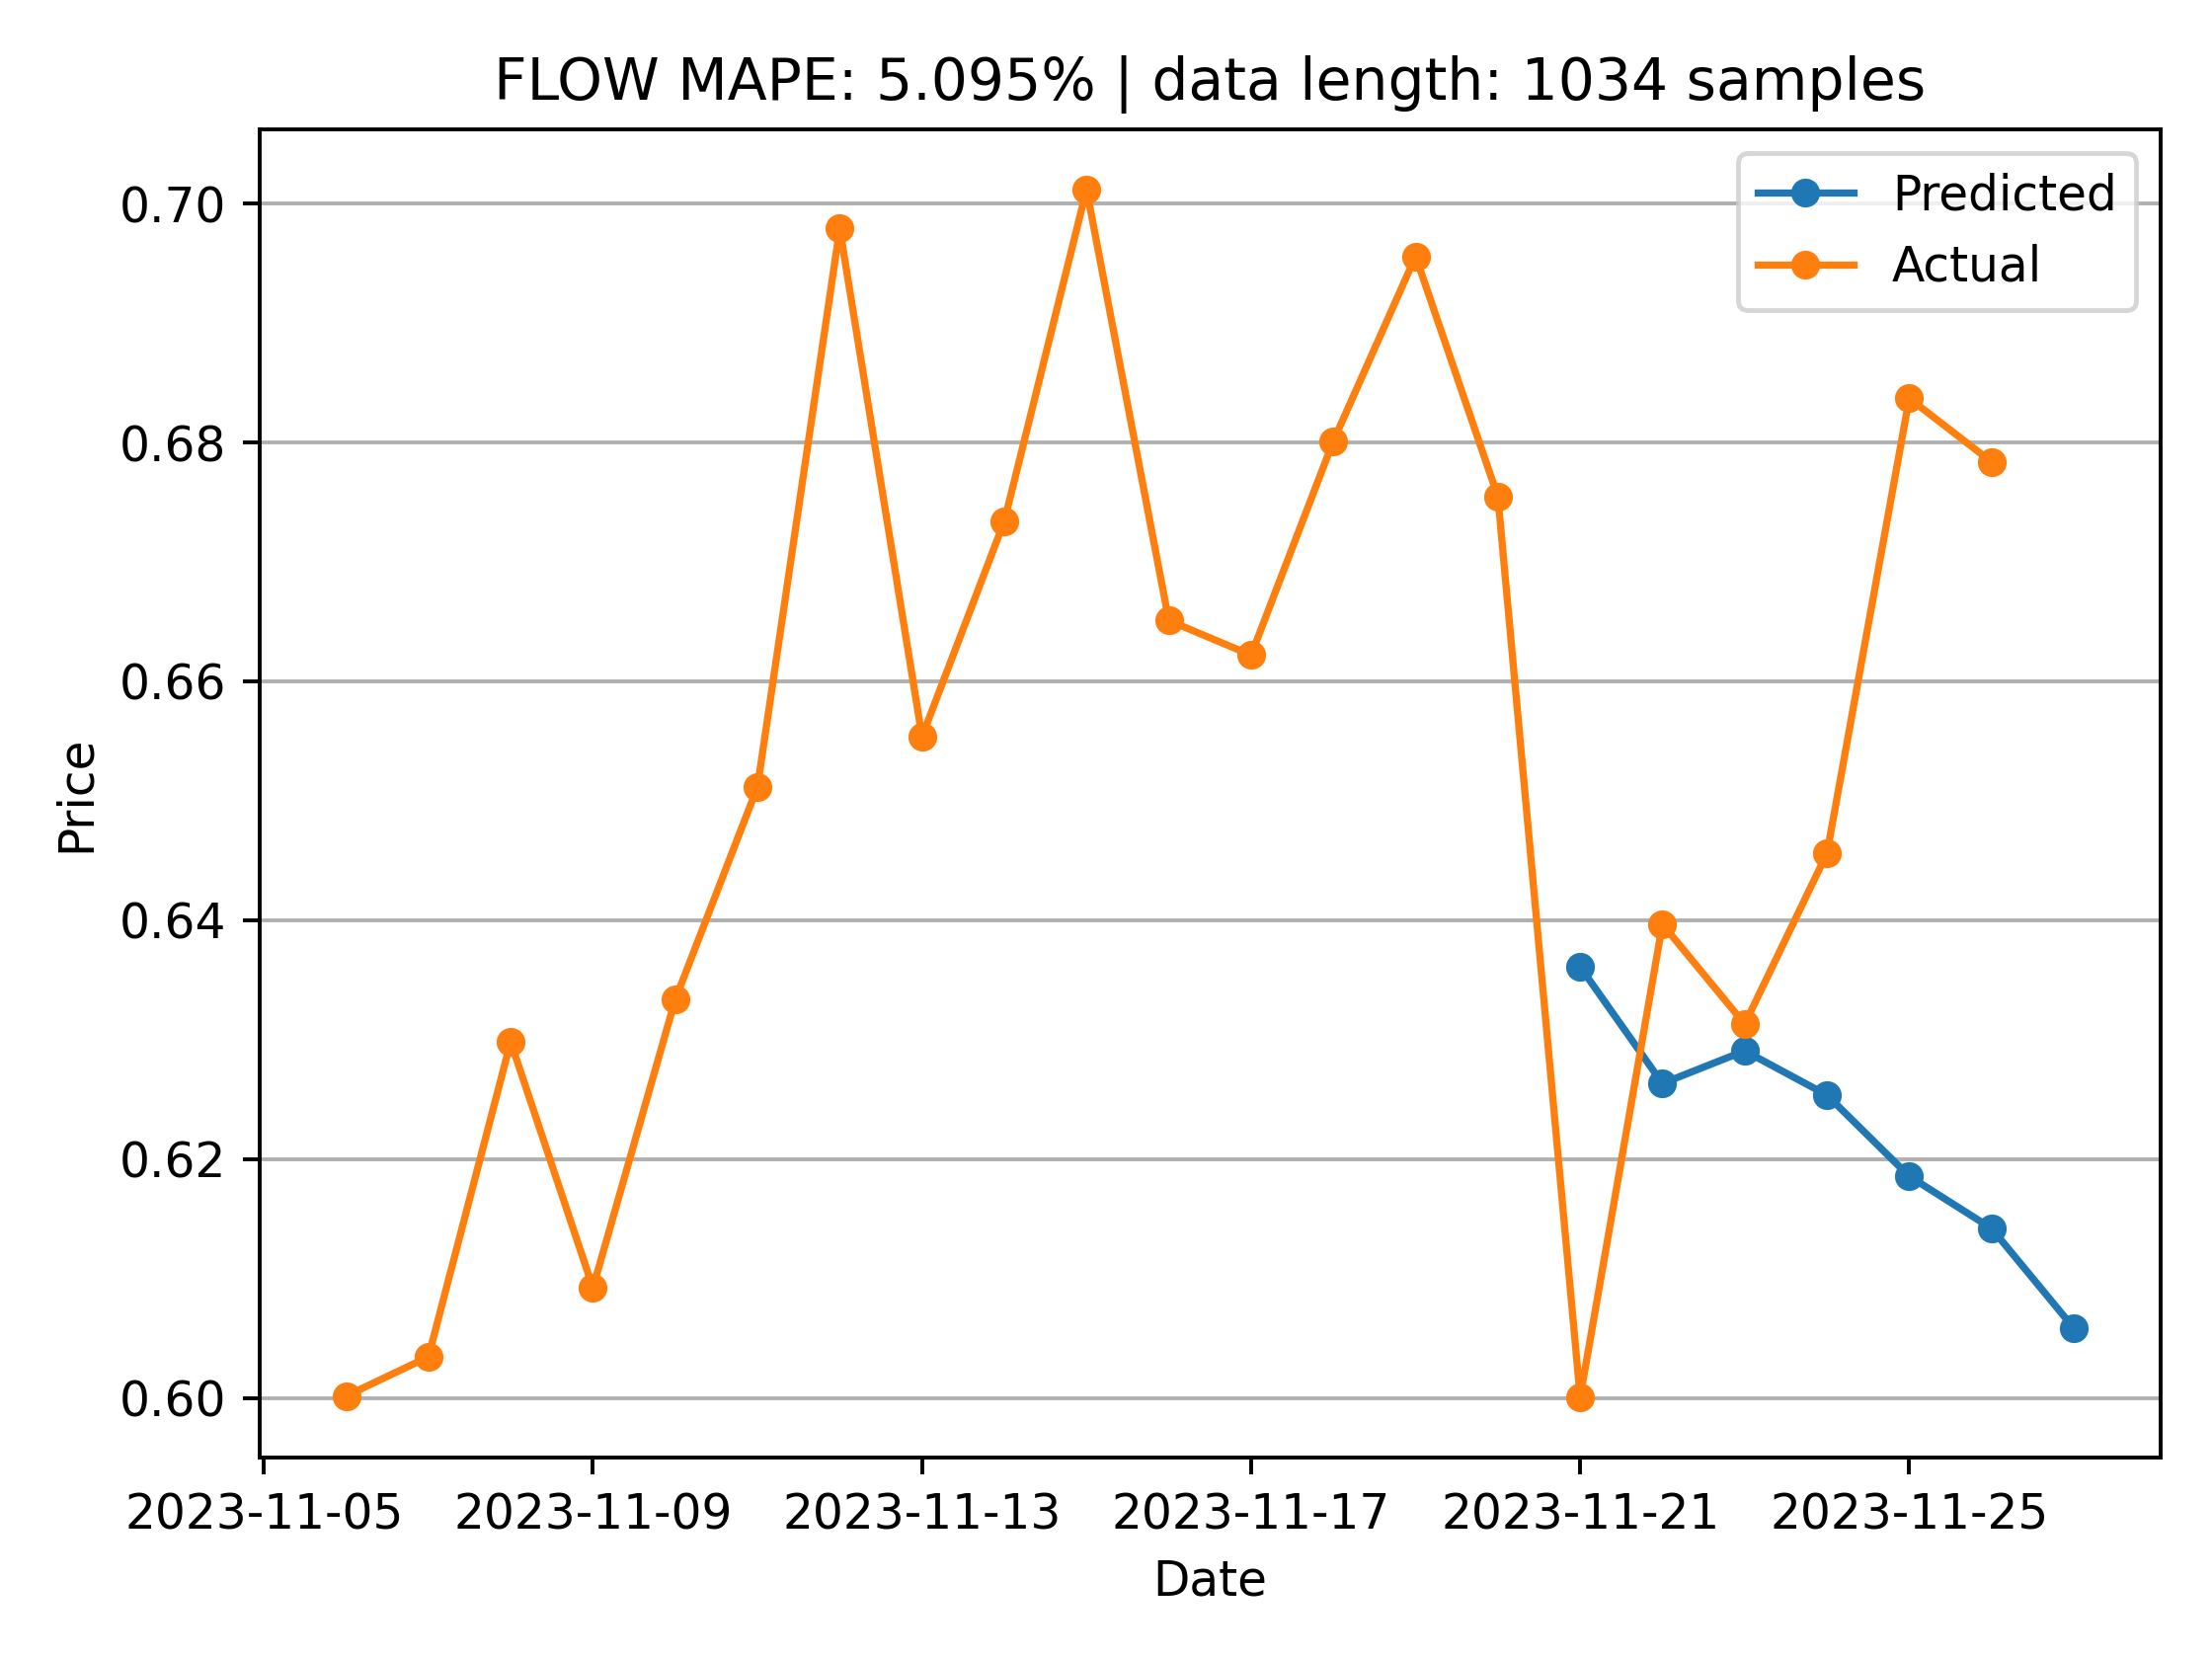 FLOW MAPE: 5.095% | data length: 1034 samples
Predicted
Actual
0.70
0.68
0.66
0.64
0.62
0.60
Price
2023-11-05 2023-11-09 2023-11-13 2023-11-17 2023-11-21 2023-11-25
Date